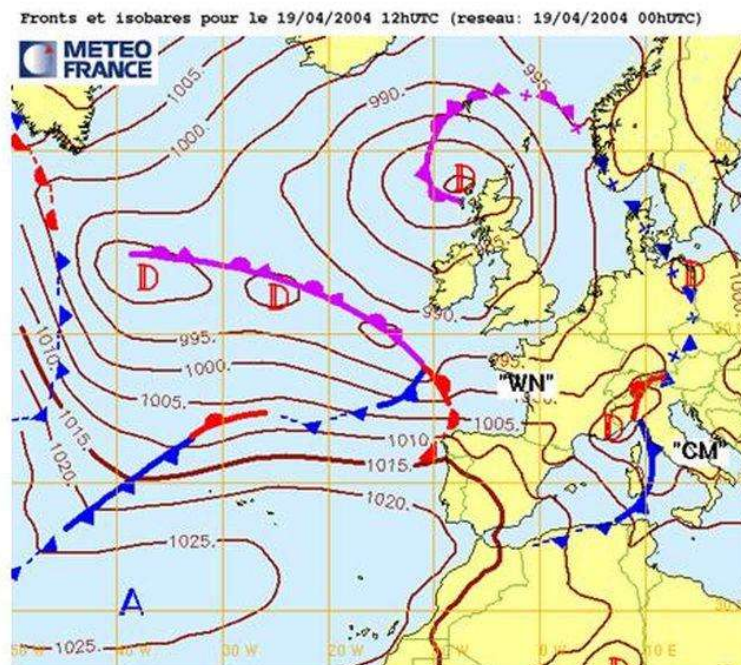 Fronts et isobares pour le 19/04/2004 12hUTC (reseau: 19/04/2004 00hUTC)
METEO
FRANCE
1005.
995.
990.
1000.
D
D
D
D
990.
995.
1010.
1000.
995.
"WN"
1005.
1005.
D
1010.
"CM"
1015.
1015.
1020.
1020.
1025.
A
1025.
40 W
30 W
20 W
0 W
10 E